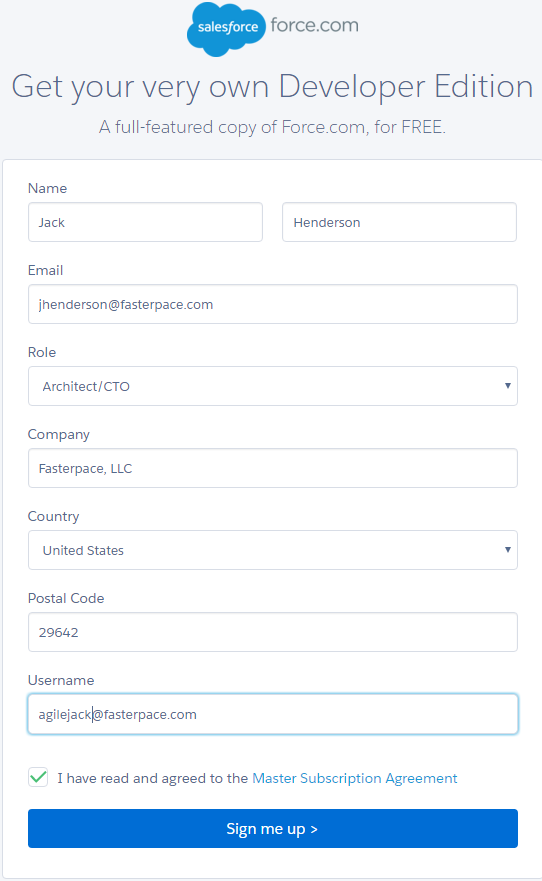 salesforce force.com
Get your very own Developer Edition
A full-featured copy of Force.com, for FREE.
Name
Jack Henderson
Email
jhenderson@fasterpace.com
Role
Architect/CTO
Company
Fasterpace, LLC
Country
United States
Postal Code
29642
Username
agilejack@fasterpace.com
I have read and agreed to the Master Subscription Agreement
Sign me up >